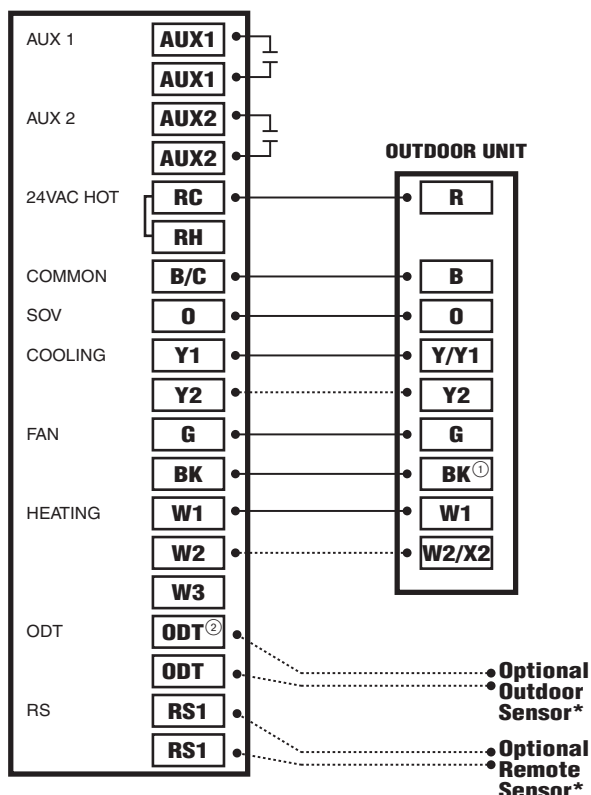 AUX 1 AUX1
AUX1
AUX 2 AUX2
AUX2
OUTDOOR UNIT
24VAC HOT RC R
RH
COMMON B/C B
SOV O O
COOLING Y1 Y/Y1
Y2 Y2
FAN G G
BK BK①
HEATING W1 W1
W2 W2/X2
W3
ODT ODT②
ODT
Optional
Outdoor
Sensor*
RS RS1
RS1
Optional
Remote
Sensor*